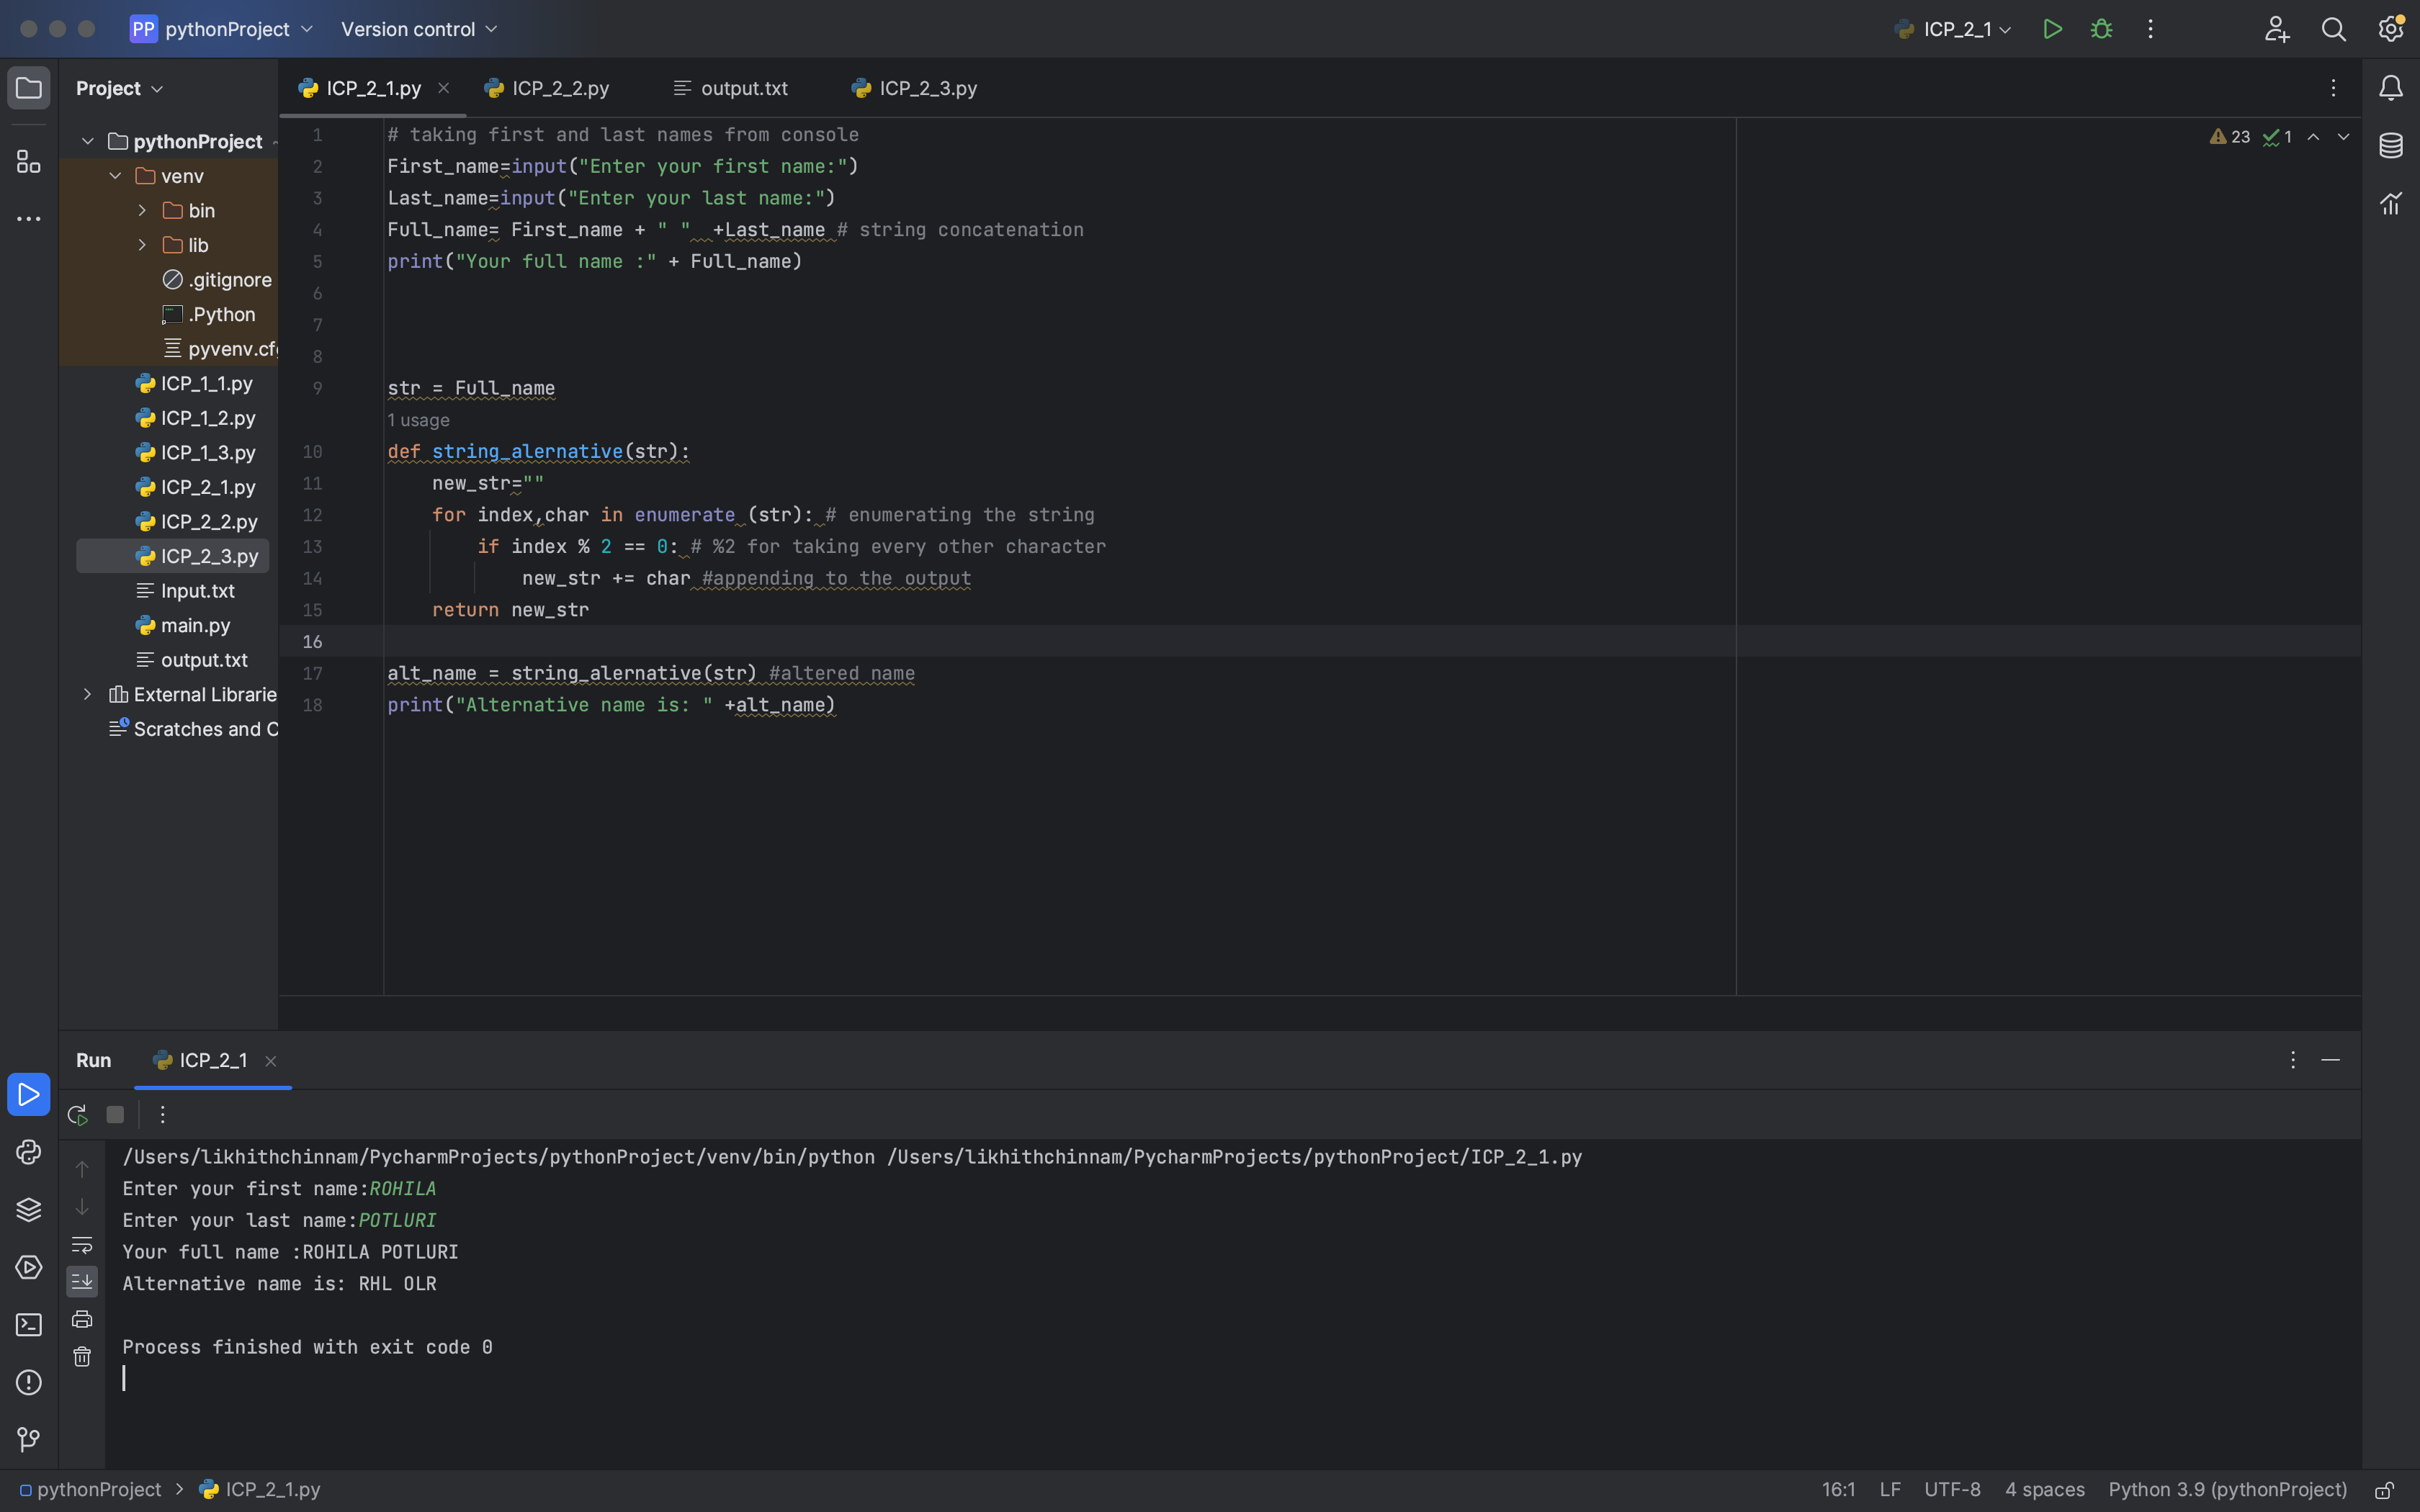 PP pythonProject Version control ICP_2_1
Project ICP_2_1.py ICP_2_2.py output.txt ICP_2_3.py
pythonProject
venv
bin
lib
.gitignore
.Python
pyvenv.cf
ICP_1_1.py
ICP_1_2.py
ICP_1_3.py
ICP_2_1.py
ICP_2_2.py
ICP_2_3.py
Input.txt
main.py
output.txt
External Librarie
Scratches and C
23 1
1 # taking first and last names from console
2 First_name=input("Enter your first name:")
3 Last_name=input("Enter your last name:")
4 Full_name= First_name + " "  +Last_name # string concatenation
5 print("Your full name :" + Full_name)
6
7
8
9 str = Full_name
1 usage
10 def string_alernative(str):
11     new_str=""
12     for index,char in enumerate (str): # enumerating the string
13         if index % 2 == 0: # %2 for taking every other character
14             new_str += char #appending to the output
15     return new_str
16
17 alt_name = string_alernative(str) #altered name
18 print("Alternative name is: " +alt_name)
Run ICP_2_1
/Users/likhithchinnam/PycharmProjects/pythonProject/venv/bin/python /Users/likhithchinnam/PycharmProjects/pythonProject/ICP_2_1.py
Enter your first name:ROHILA
Enter your last name:POTLURI
Your full name :ROHILA POTLURI
Alternative name is: RHL OLR
Process finished with exit code 0
pythonProject > ICP_2_1.py 16:1 LF UTF-8 4 spaces Python 3.9 (pythonProject)